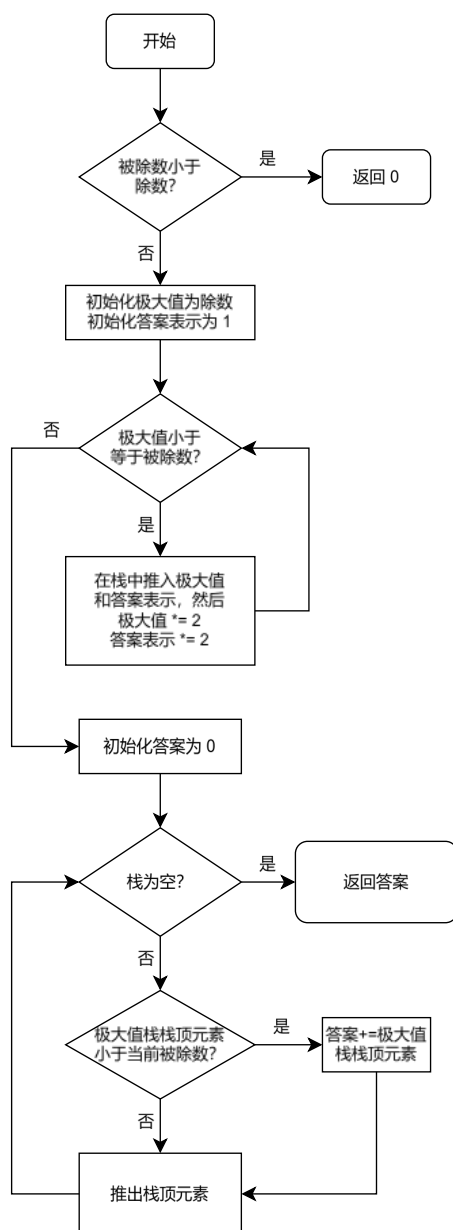 开始
被除数小于
除数？
是
返回 0
否
初始化极大值为除数
初始化答案表示为 1
否
极大值小于
等于被除数？
是
在栈中推入极大值
和答案表示，然后
极大值 *= 2
答案表示 *= 2
初始化答案为 0
栈为空？
是
返回答案
否
极大值栈栈顶元素
小于当前被除数？
是
答案+=极大值
栈栈顶元素
否
推出栈顶元素